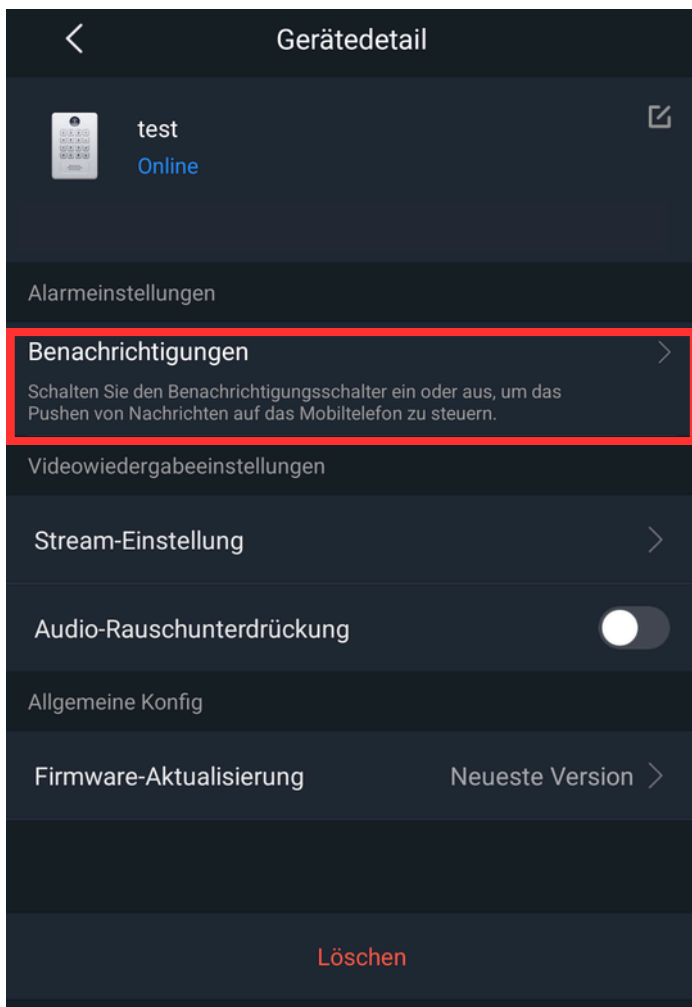 Gerätedetail
test
Online
Alarmeinstellungen
Benachrichtigungen
Schalten Sie den Benachrichtigungsschalter ein oder aus, um das
Pushen von Nachrichten auf das Mobiltelefon zu steuern.
Videowiedergabeeinstellungen
Stream-Einstellung
Audio-Rauschunterdrückung
Allgemeine Konfig
Firmware-Aktualisierung Neueste Version
Löschen